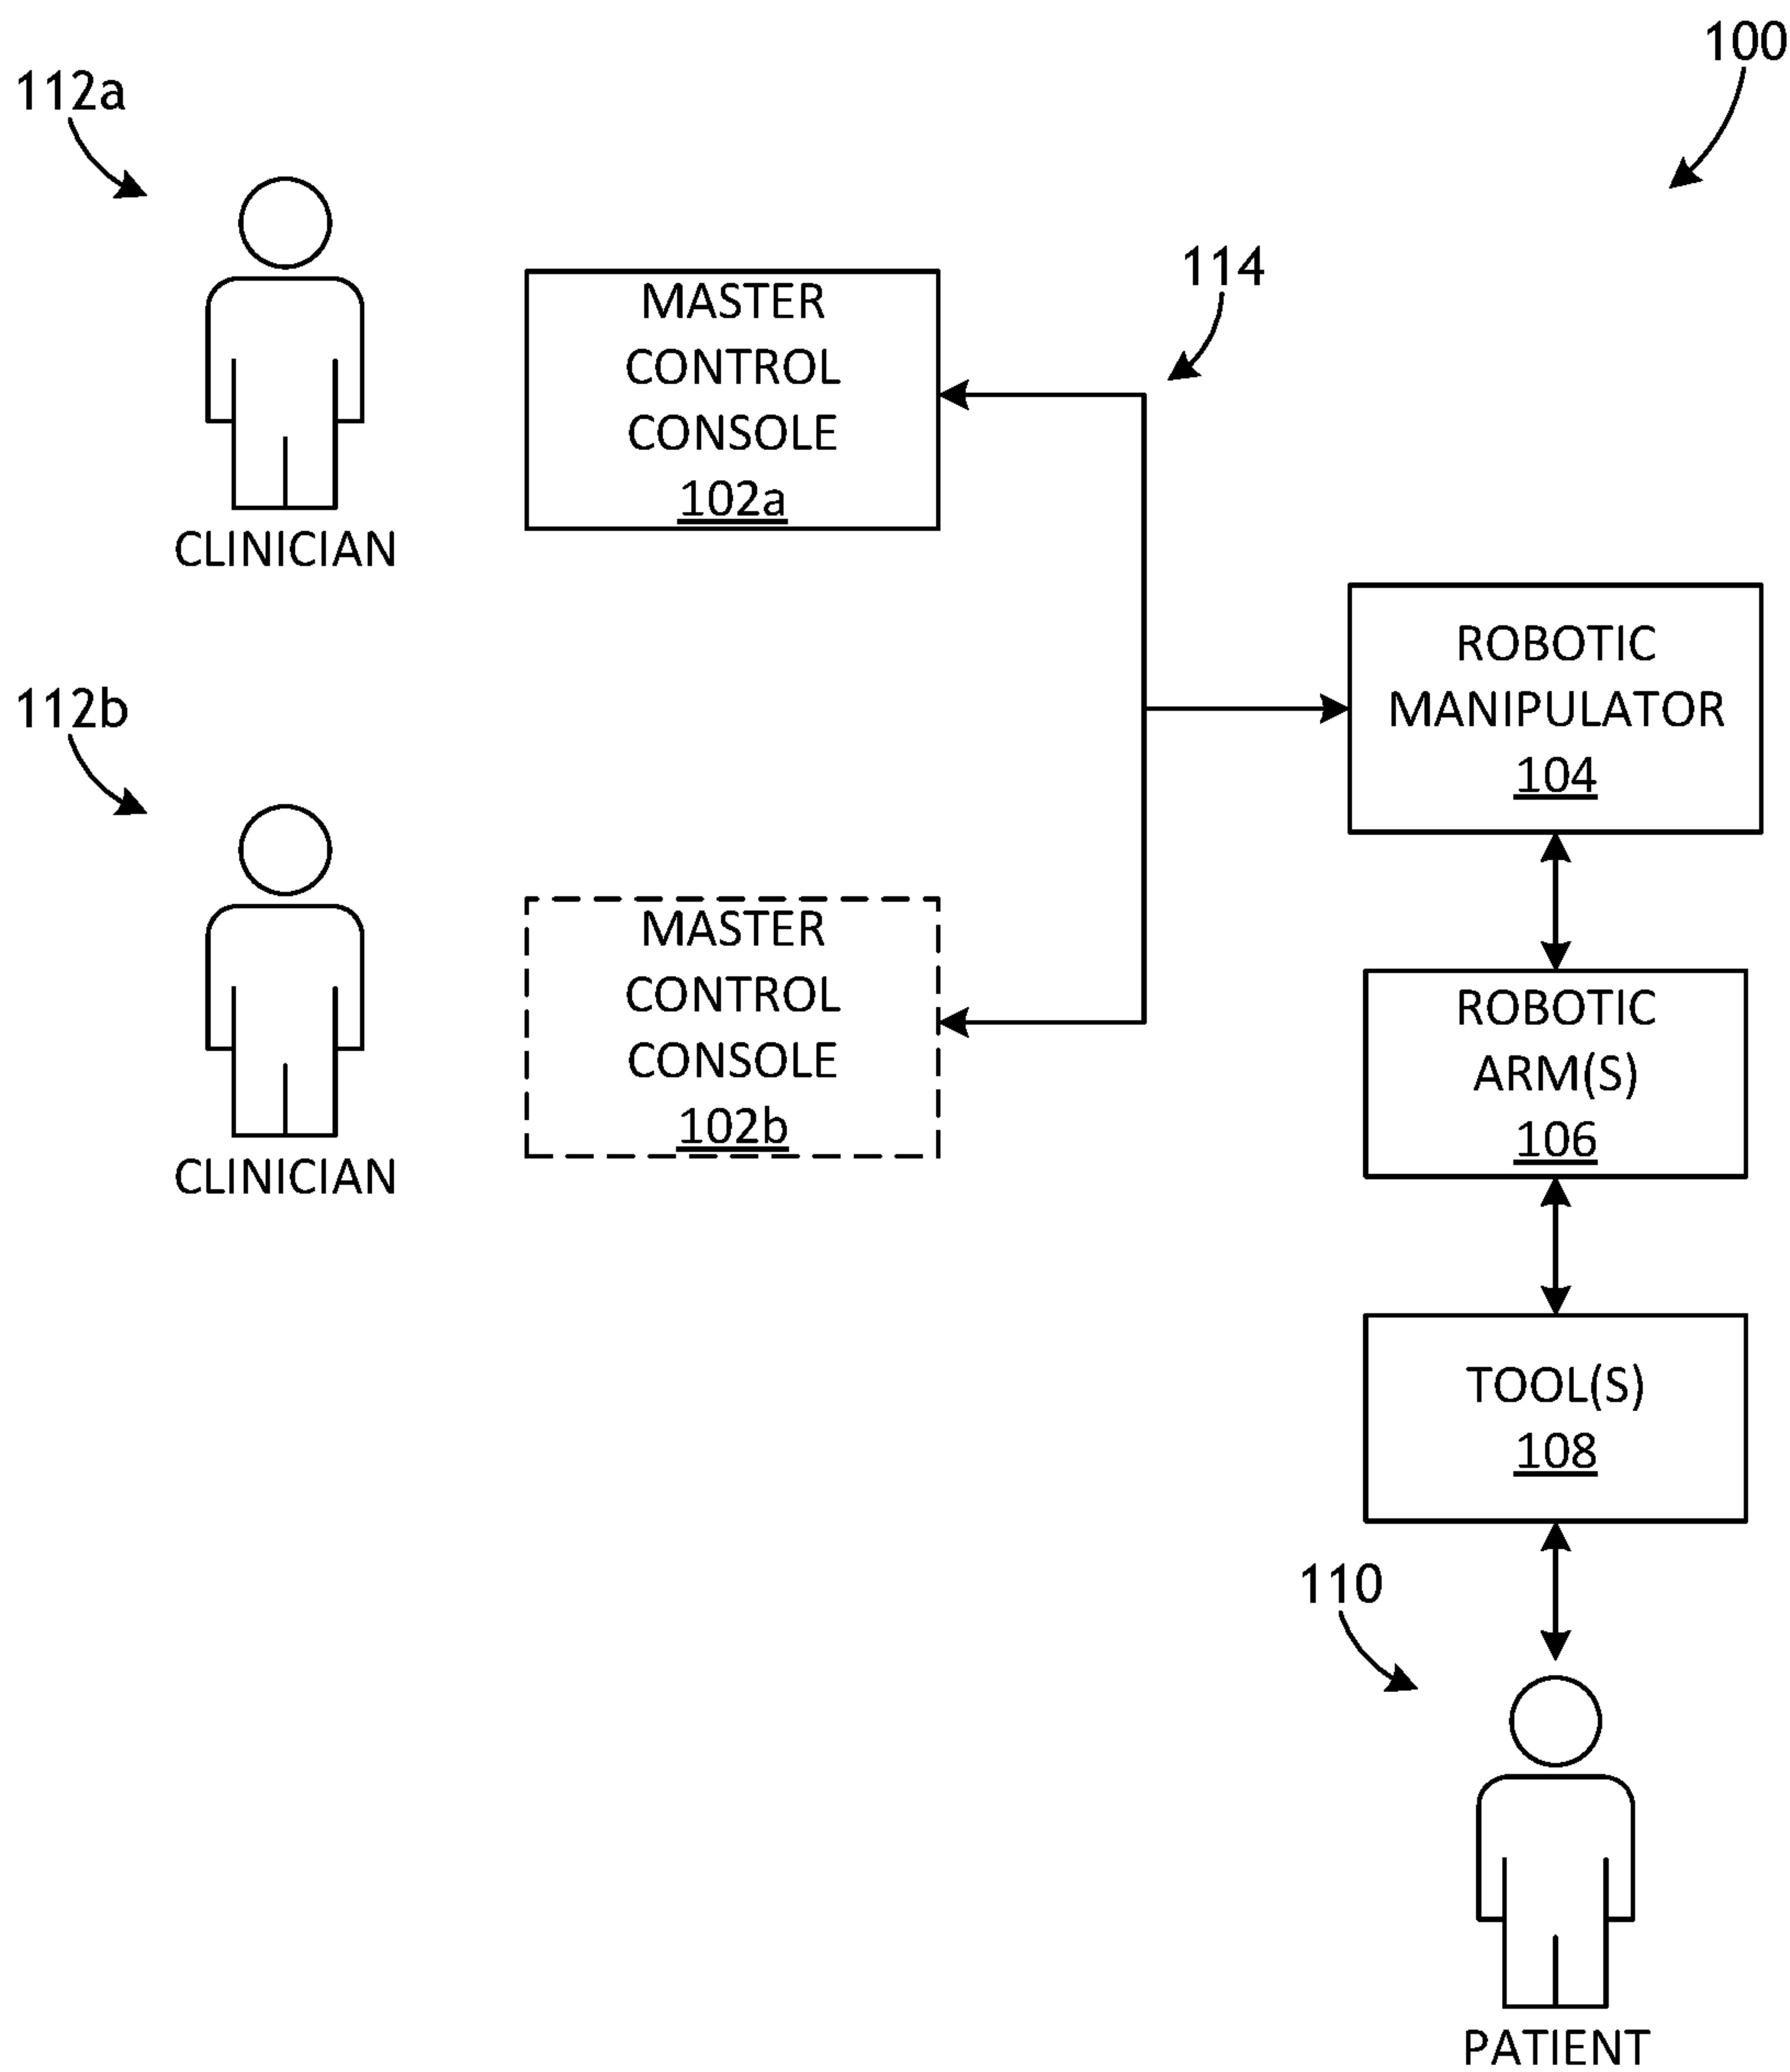 100
112a
114
MASTER
CONTROL
CONSOLE
102a
CLINICIAN
ROBOTIC
MANIPULATOR
104
112b
MASTER
CONTROL
CONSOLE
102b
CLINICIAN
ROBOTIC
ARM(S)
106
TOOL(S)
108
110
PATIENT